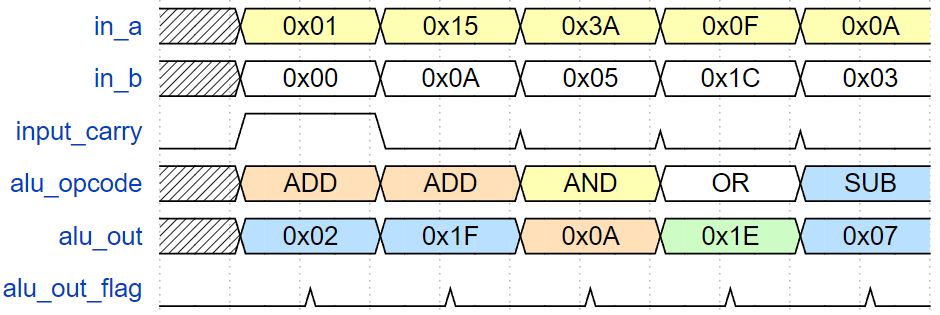 in_a 0x01 0x15 0x3A 0x0F 0x0A
in_b 0x00 0x0A 0x05 0x1C 0x03
input_carry
alu_opcode ADD ADD AND OR SUB
alu_out 0x02 0x1F 0x0A 0x1E 0x07
alu_out_flag